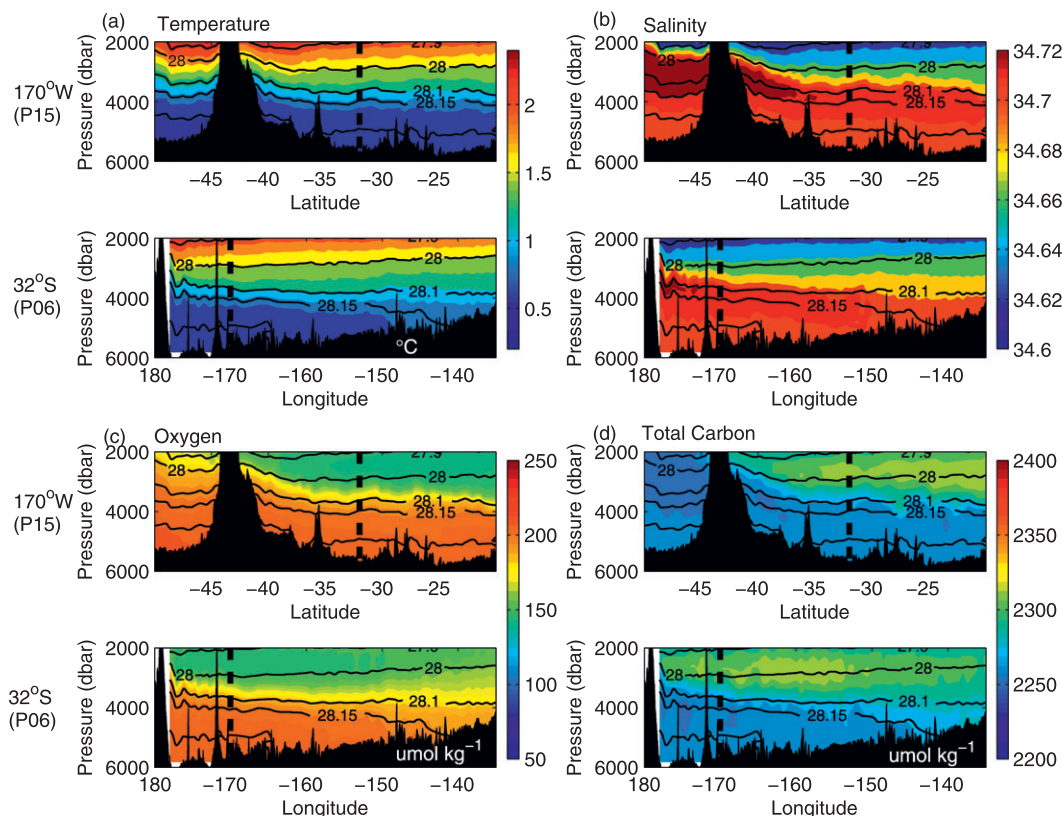 (a) Temperature
(b) Salinity
170°W
(P15)
Pressure (dbar)
2000
4000
6000
27.9
28
28.1
28.15
−45 −40 −35 −30 −25
Latitude
2
1.5
1
0.5
Pressure (dbar)
2000
4000
6000
27.9
28
28.1
28.15
−45 −40 −35 −30 −25
Latitude
34.72
34.7
34.68
34.66
34.64
34.62
34.6
32°S
(P06)
Pressure (dbar)
2000
4000
6000
28
28.1
28.15
°C
180 −170 −160 −150 −140
Longitude
Pressure (dbar)
2000
4000
6000
28
28.1
28.15
180 −170 −160 −150 −140
Longitude
(c) Oxygen
(d) Total Carbon
170°W
(P15)
Pressure (dbar)
2000
4000
6000
27.9
28
28.1
28.15
−45 −40 −35 −30 −25
Latitude
250
200
150
100
50
Pressure (dbar)
2000
4000
6000
27.9
28
28.1
28.15
−45 −40 −35 −30 −25
Latitude
2400
2350
2300
2250
2200
32°S
(P06)
Pressure (dbar)
2000
4000
6000
28
28.1
28.15
umol kg⁻¹
180 −170 −160 −150 −140
Longitude
Pressure (dbar)
2000
4000
6000
28
28.1
28.15
umol kg⁻¹
180 −170 −160 −150 −140
Longitude